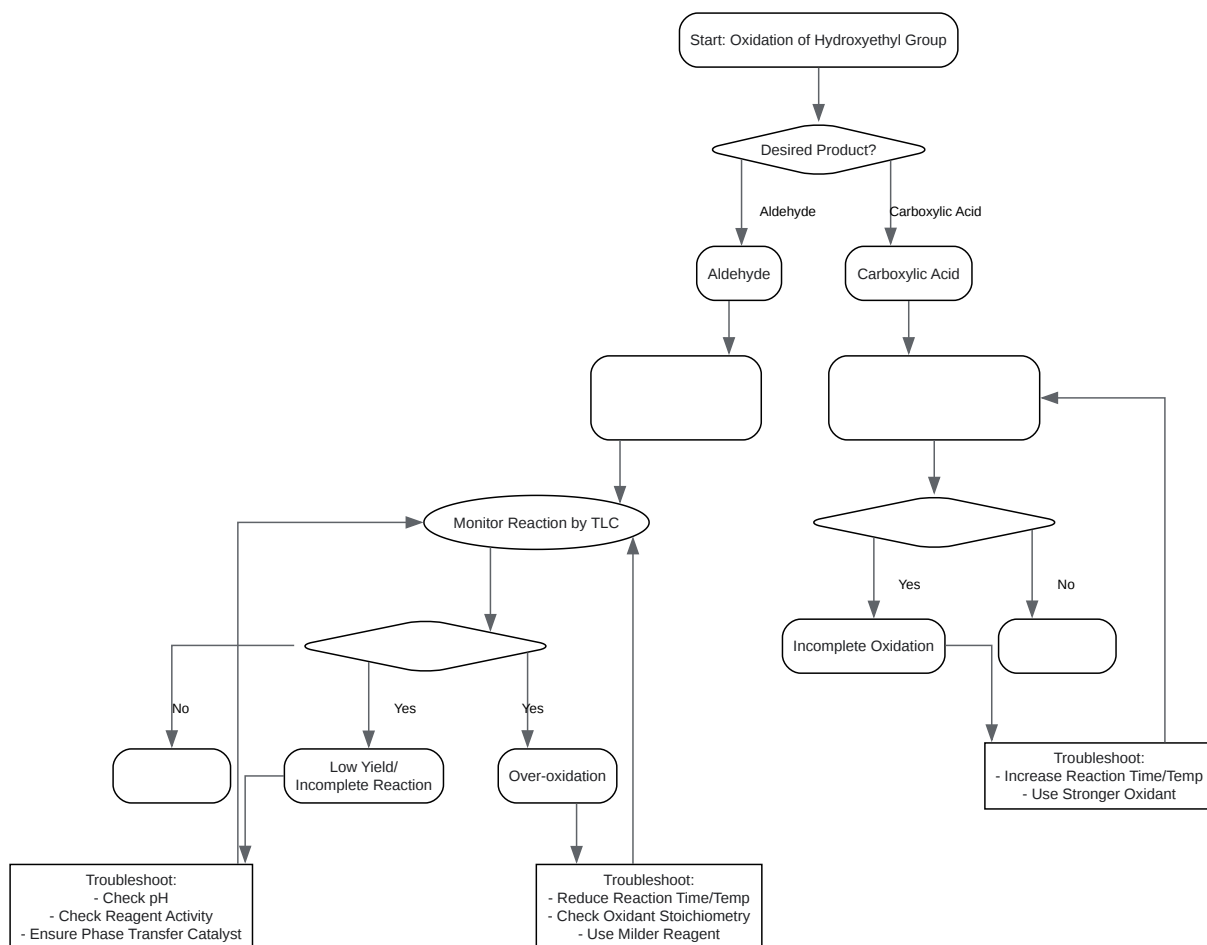 Start: Oxidation of Hydroxyethyl Group
Desired Product?
Aldehyde
Carboxylic Acid
Aldehyde
Carboxylic Acid
Monitor Reaction by TLC
Yes
No
Incomplete Oxidation
No
Yes
Yes
Low Yield/
Incomplete Reaction
Over-oxidation
Troubleshoot:
- Increase Reaction Time/Temp
- Use Stronger Oxidant
Troubleshoot:
- Check pH
- Check Reagent Activity
- Ensure Phase Transfer Catalyst
Troubleshoot:
- Reduce Reaction Time/Temp
- Check Oxidant Stoichiometry
- Use Milder Reagent